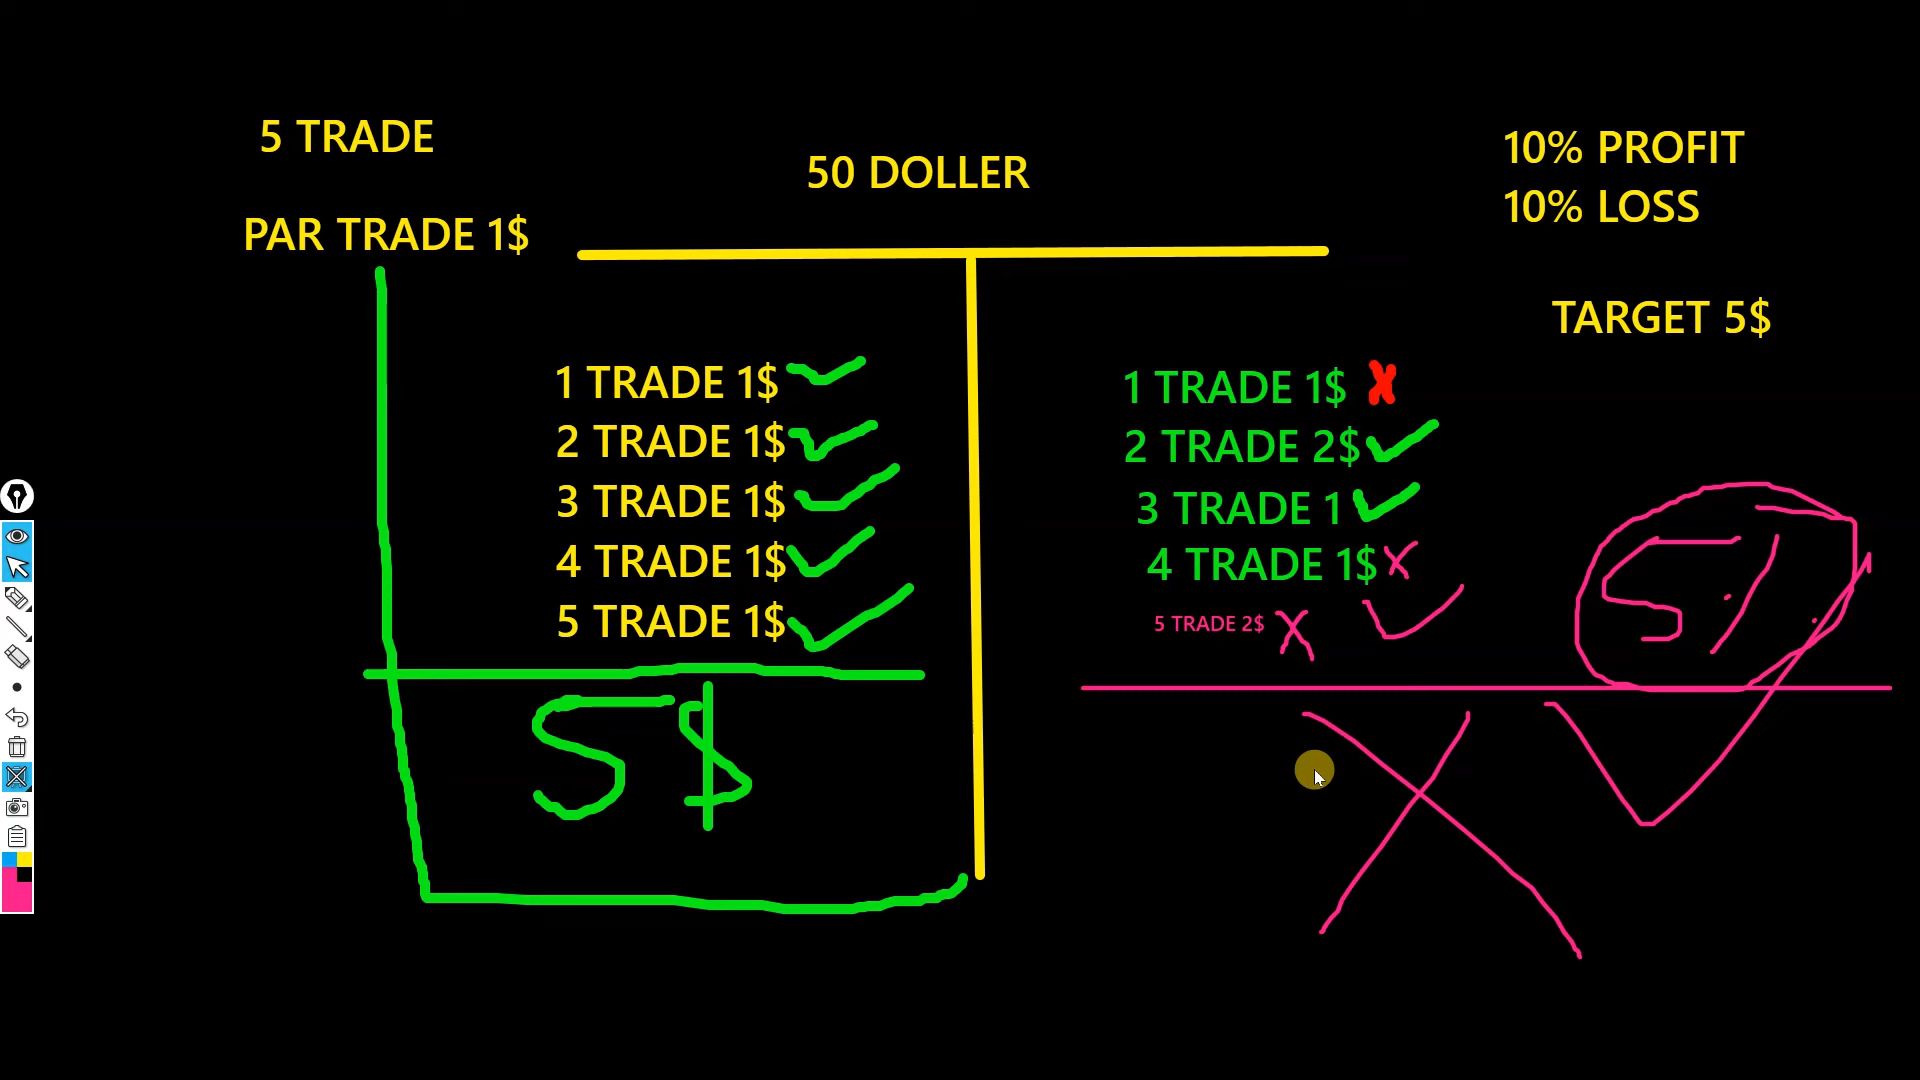 5 TRADE
PAR TRADE 1$
50 DOLLER
10% PROFIT
10% LOSS
TARGET 5$
1 TRADE 1$
2 TRADE 1$
3 TRADE 1$
4 TRADE 1$
5 TRADE 1$
5$
1 TRADE 1$
2 TRADE 2$
3 TRADE 1
4 TRADE 1$
5 TRADE 2$